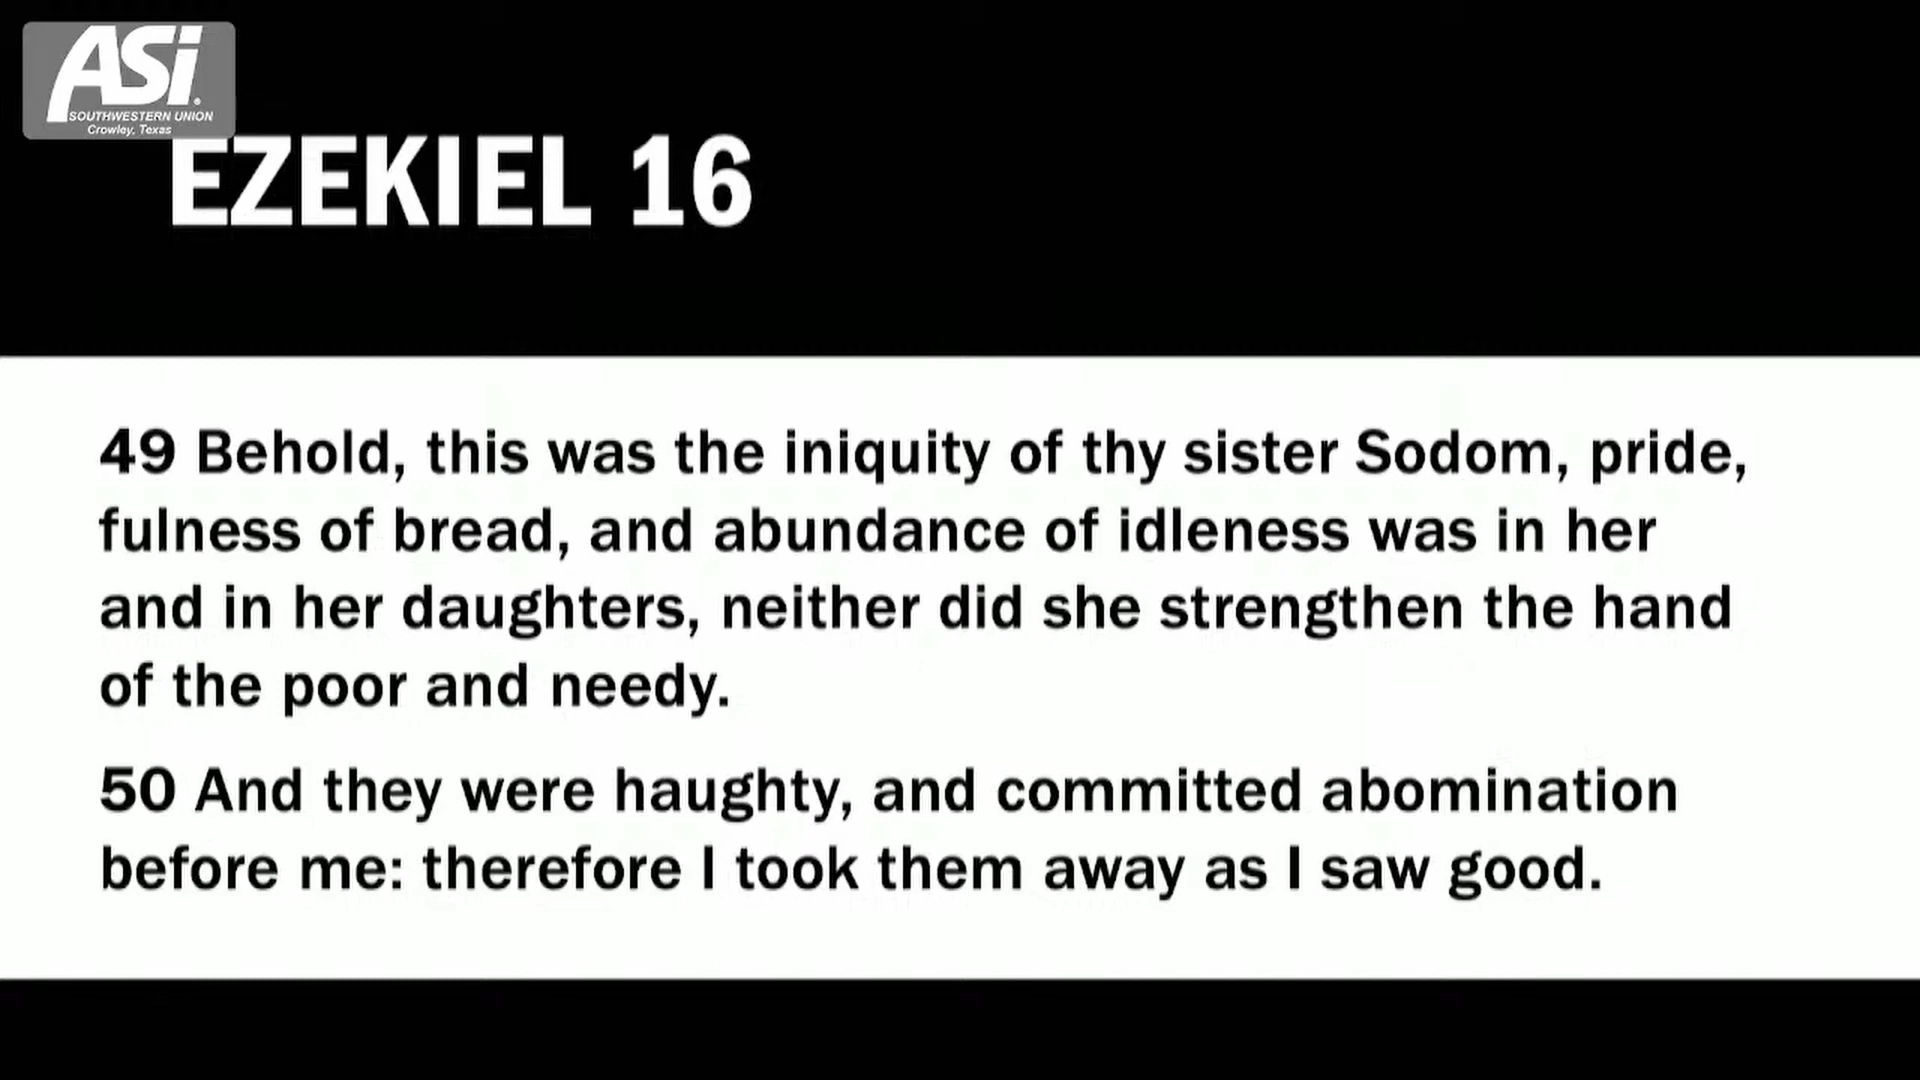 ASi.
SOUTHWESTERN UNION
Crowley, Texas
EZEKIEL 16
49 Behold, this was the iniquity of thy sister Sodom, pride,
fulness of bread, and abundance of idleness was in her
and in her daughters, neither did she strengthen the hand
of the poor and needy.
50 And they were haughty, and committed abomination
before me: therefore I took them away as I saw good.